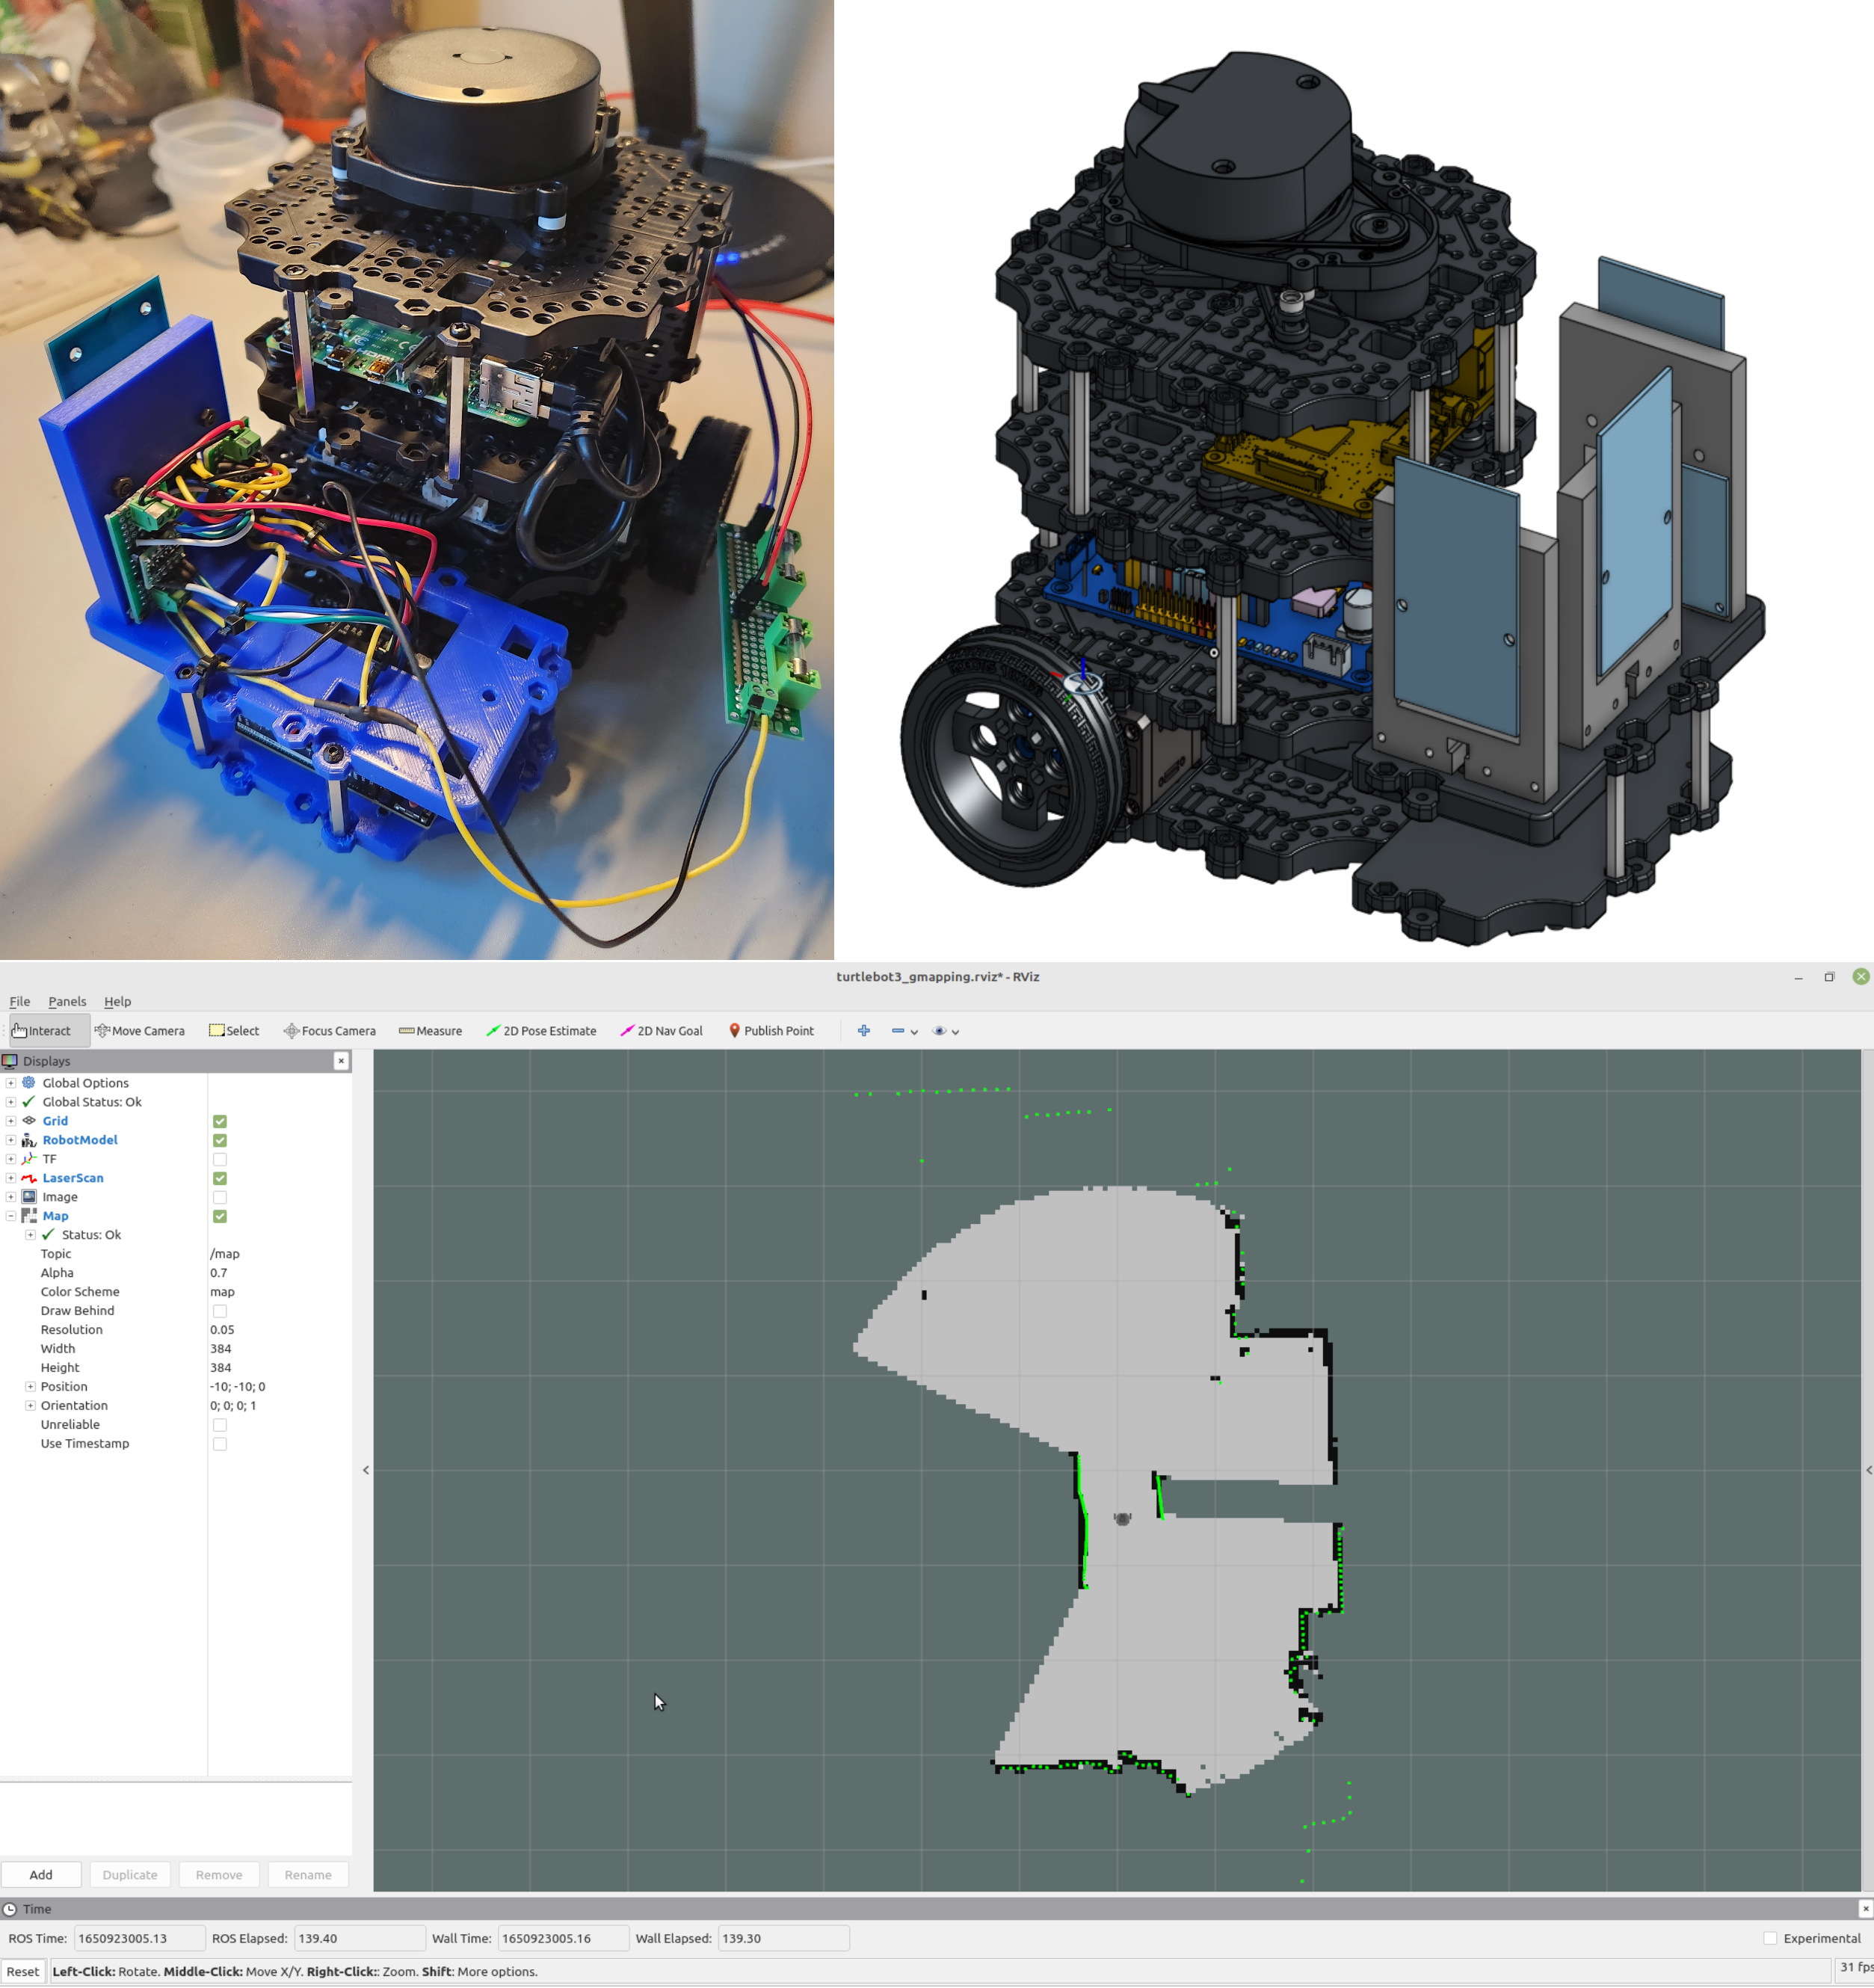 turtlebot3_gmapping.rviz* - RViz
File Panels Help
Interact Move Camera Select Focus Camera Measure 2D Pose Estimate 2D Nav Goal Publish Point
Displays
Global Options
Global Status: Ok
Grid
RobotModel
TF
LaserScan
Image
Map
Status: Ok
Topic /map
Alpha 0.7
Color Scheme map
Draw Behind
Resolution 0.05
Width 384
Height 384
Position -10; -10; 0
Orientation 0; 0; 0; 1
Unreliable
Use Timestamp
Add Duplicate Remove Rename
Time
ROS Time: 1650923005.13 ROS Elapsed: 139.40 Wall Time: 1650923005.16 Wall Elapsed: 139.30 Experimental
Reset Left-Click: Rotate. Middle-Click: Move X/Y. Right-Click:: Zoom. Shift: More options. 31 fps